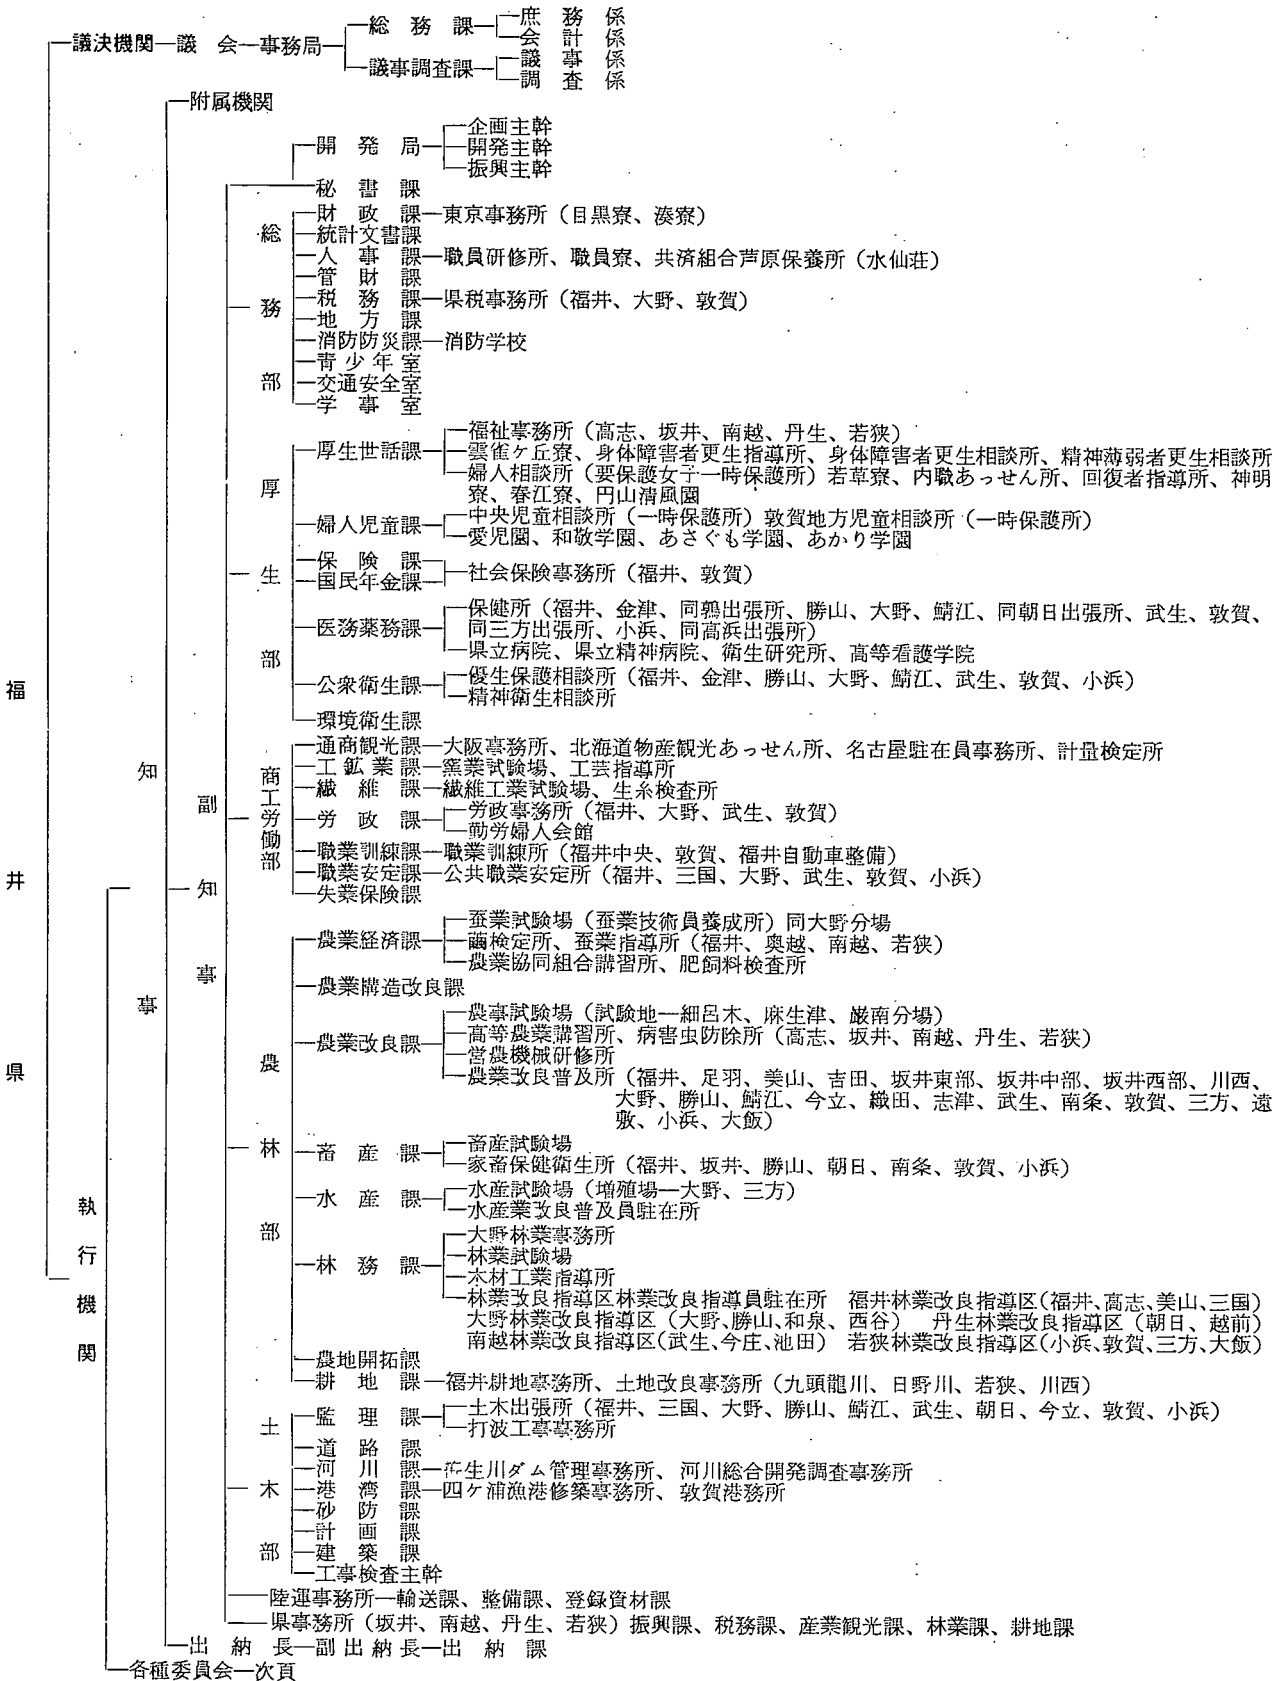 福井県
議決機関―議会―事務局
総務課
庶務係
会計係
議事調査課
議事係
調査係
執行機関
知事
附属機関
副知事
開発局
企画主幹
開発主幹
振興主幹
秘書課
総務部
財政課―東京事務所（目黒寮、湊寮）
統計文書課
人事課―職員研修所、職員寮、共済組合芦原保養所（水仙荘）
管財課
税務課―県税事務所（福井、大野、敦賀）
地方課
消防防災課―消防学校
青少年室
交通安全室
学事室
厚生部
厚生世話課
福祉事務所（高志、坂井、南越、丹生、若狭）
雲雀ケ丘寮、身体障害者更生指導所、身体障害者更生相談所、精神薄弱者更生相談所
婦人相談所（要保護女子一時保護所）若草寮、内職あっせん所、回復者指導所、神明
寮、春江寮、円山清風園
婦人児童課
中央児童相談所（一時保護所）敦賀地方児童相談所（一時保護所）
愛児園、和敬学園、あさぐも学園、あかり学園
保険課
国民年金課
社会保険事務所（福井、敦賀）
医務薬務課
保健所（福井、金津、同鶉出張所、勝山、大野、鯖江、同朝日出張所、武生、敦賀、
同三方出張所、小浜、同高浜出張所）
県立病院、県立精神病院、衛生研究所、高等看護学院
公衆衛生課
優生保護相談所（福井、金津、勝山、大野、鯖江、武生、敦賀、小浜）
精神衛生相談所
環境衛生課
商工労働部
通商観光課―大阪事務所、北海道物産観光あっせん所、名古屋駐在員事務所、計量検定所
工鉱業課―窯業試験場、工芸指導所
繊維課―繊維工業試験場、生糸検査所
労政課
労政事務所（福井、大野、武生、敦賀）
勤労婦人会館
職業訓練課―職業訓練所（福井中央、敦賀、福井自動車整備）
職業安定課―公共職業安定所（福井、三国、大野、武生、敦賀、小浜）
失業保険課
農林部
農業経済課
蚕業試験場（蚕業技術員養成所）同大野分場
繭検定所、蚕業指導所（福井、奥越、南越、若狭）
農業協同組合講習所、肥飼料検査所
農業構造改良課
農業改良課
農事試験場（試験地―細呂木、麻生津、厳南分場）
高等農業講習所、病害虫防除所（高志、坂井、南越、丹生、若狭）
営農機械研修所
農業改良普及所（福井、足羽、美山、吉田、坂井東部、坂井中部、坂井西部、川西、
大野、勝山、鯖江、今立、織田、志津、武生、南条、敦賀、三方、遠
敷、小浜、大飯）
畜産課
畜産試験場
家畜保健衛生所（福井、坂井、勝山、朝日、南条、敦賀、小浜）
水産課
水産試験場（増殖場―大野、三方）
水産業改良普及員駐在所
林務課
大野林業事務所
林業試験場
木材工業指導所
林業改良指導区林業改良指導員駐在所　福井林業改良指導区（福井、高志、美山、三国）
大野林業改良指導区（大野、勝山、和泉、西谷）　丹生林業改良指導区（朝日、越前）
南越林業改良指導区（武生、今庄、池田）　若狭林業改良指導区（小浜、敦賀、三方、大飯）
農地開拓課
耕地課―福井耕地事務所、土地改良事務所（九頭龍川、日野川、若狭、川西）
土木部
監理課
土木出張所（福井、三国、大野、勝山、鯖江、武生、朝日、今立、敦賀、小浜）
打波工事事務所
道路課
河川課―笹生川ダム管理事務所、河川総合開発調査事務所
港湾課―四ケ浦漁港修築事務所、敦賀港務所
砂防課
計画課
建築課
工事検査主幹
陸運事務所―輸送課、整備課、登録資材課
県事務所（坂井、南越、丹生、若狭）振興課、税務課、産業観光課、林業課、耕地課
出納長―副出納長―出納課
各種委員会―次頁